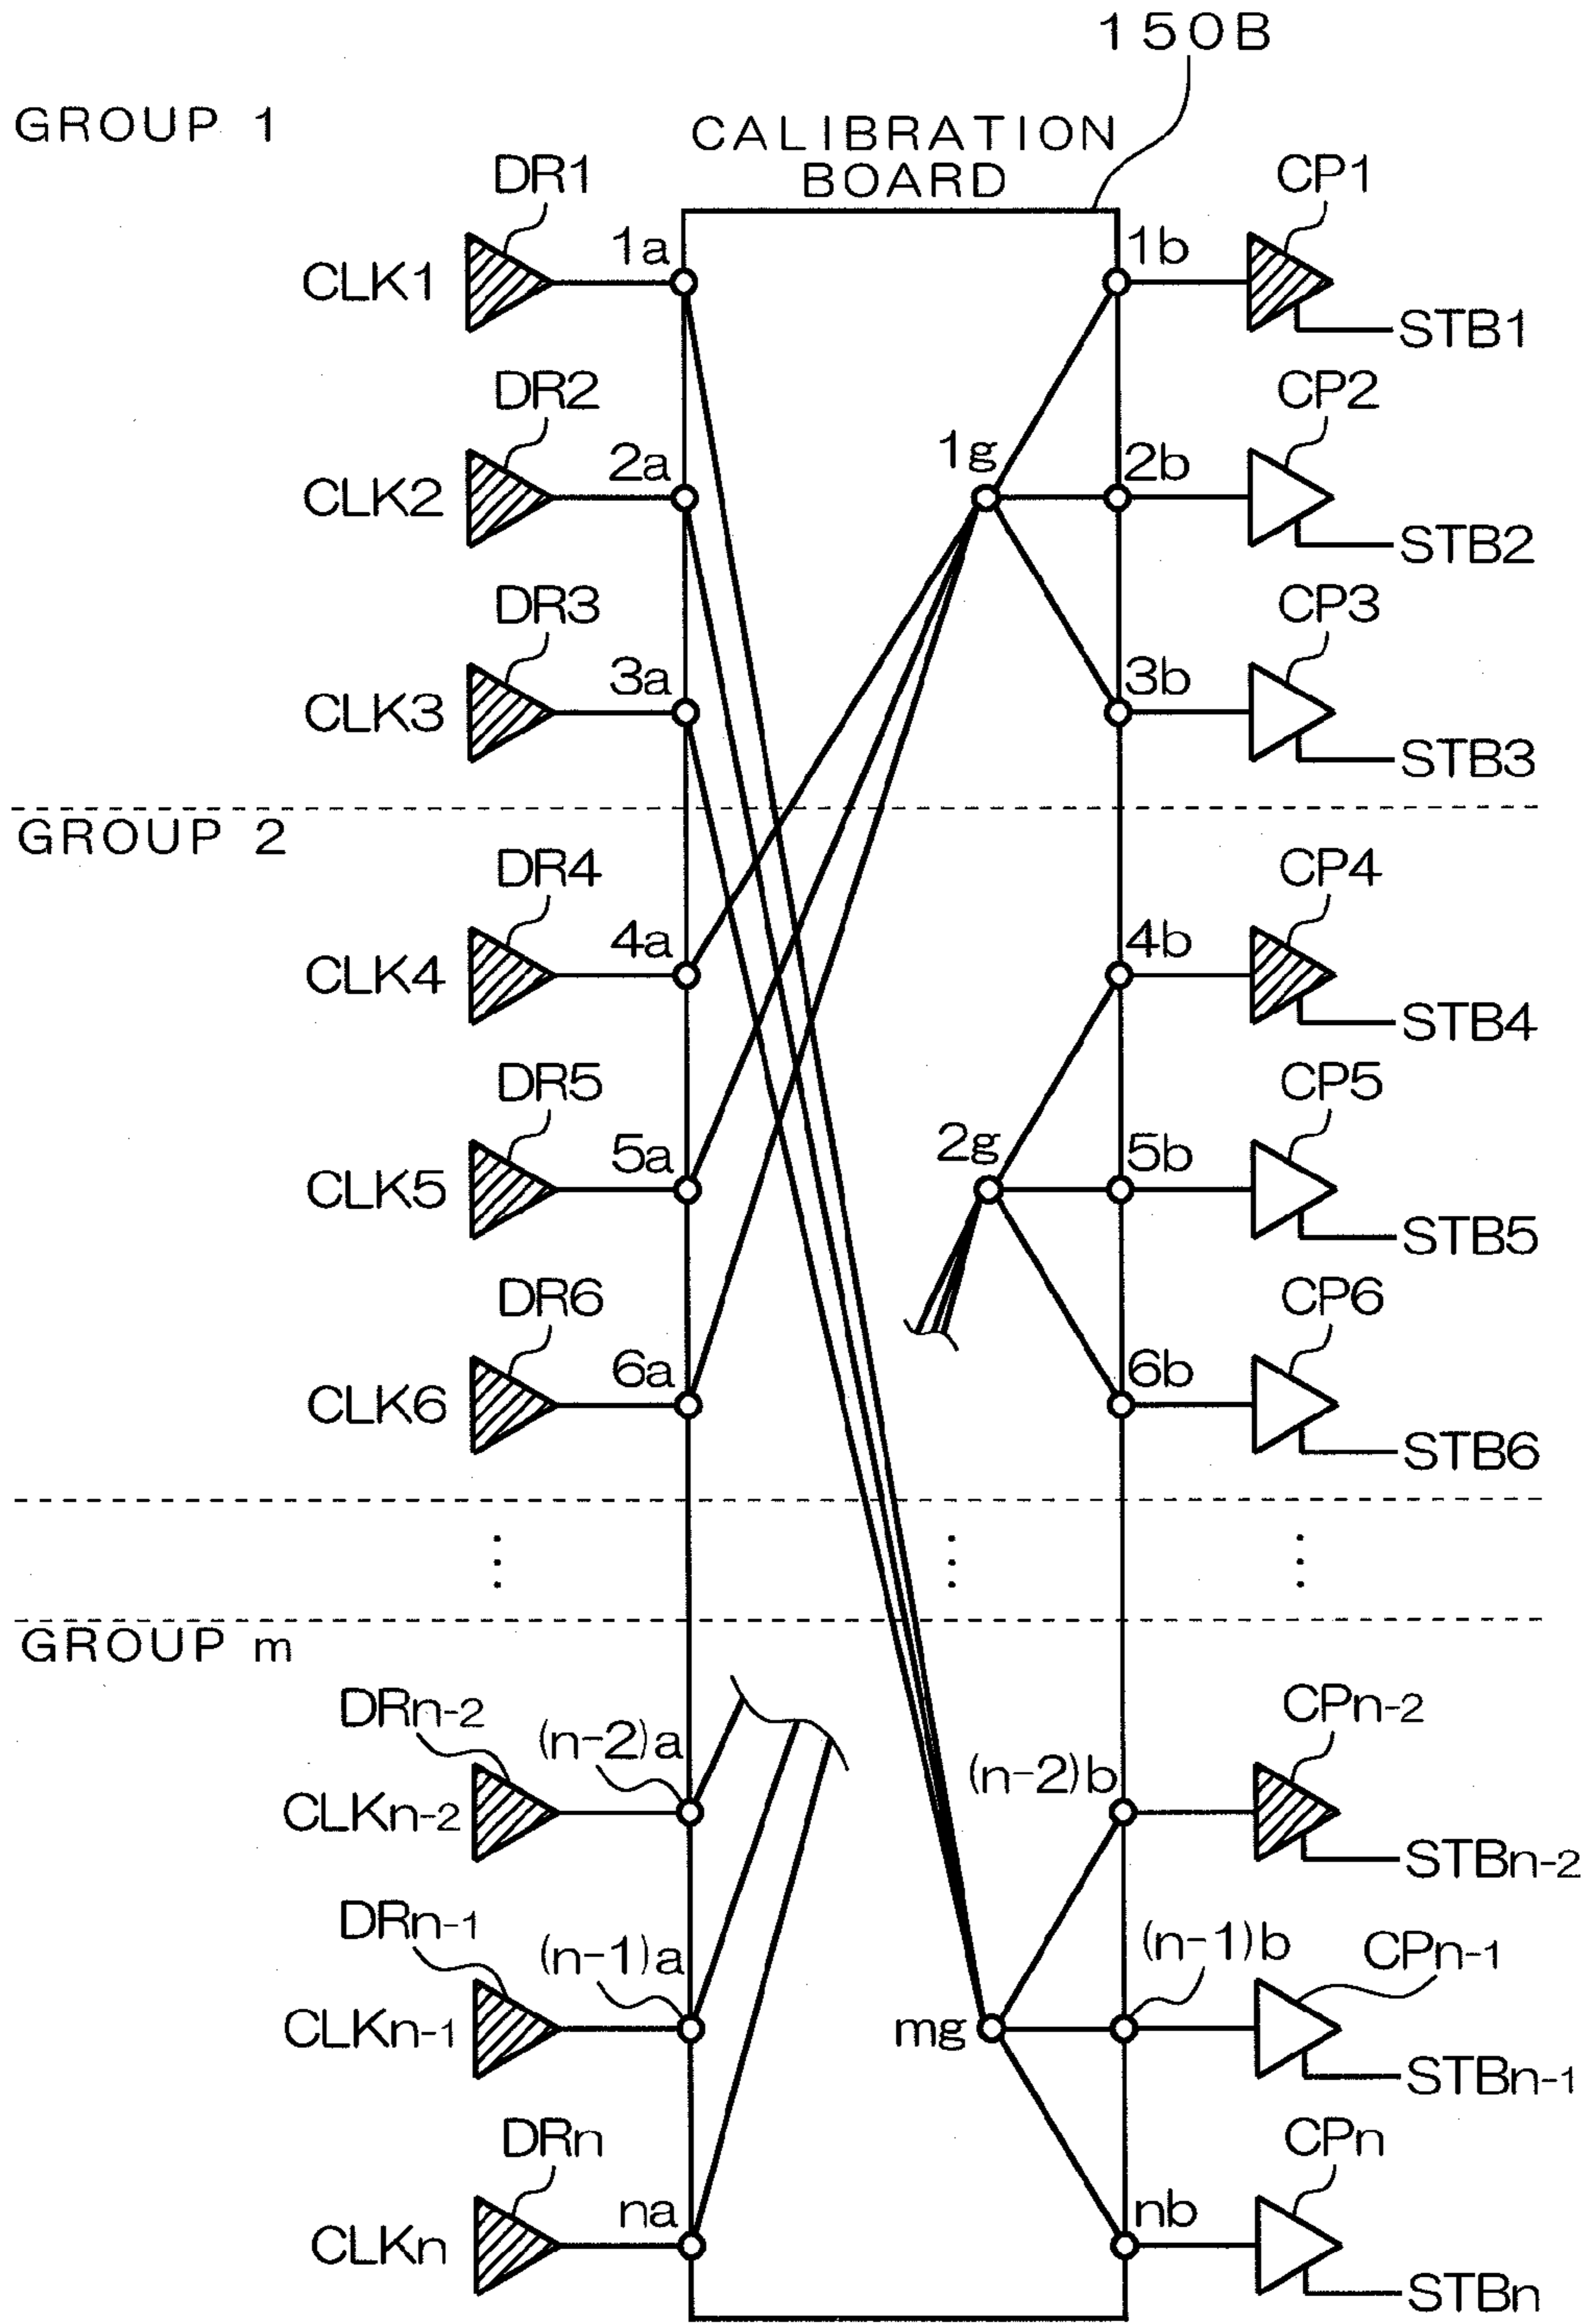 150B
GROUP 1
CALIBRATION
BOARD
DR1
CP1
1a
1b
CLK1
STB1
DR2
CP2
1g
2a
2b
CLK2
STB2
DR3
CP3
3a
3b
CLK3
STB3
GROUP 2
DR4
CP4
4a
4b
CLK4
STB4
DR5
CP5
2g
5a
5b
CLK5
STB5
DR6
CP6
6a
6b
CLK6
STB6
GROUP m
DRn-2
CPn-2
(n-2)a
(n-2)b
CLKn-2
STBn-2
DRn-1
(n-1)a
(n-1)b
CPn-1
CLKn-1
mg
STBn-1
DRn
CPn
na
nb
CLKn
STBn